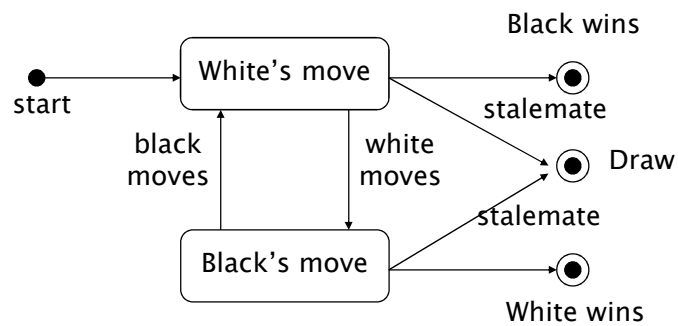 Black wins
White's move
start
stalemate
black
moves
white
moves
Draw
stalemate
Black's move
White wins